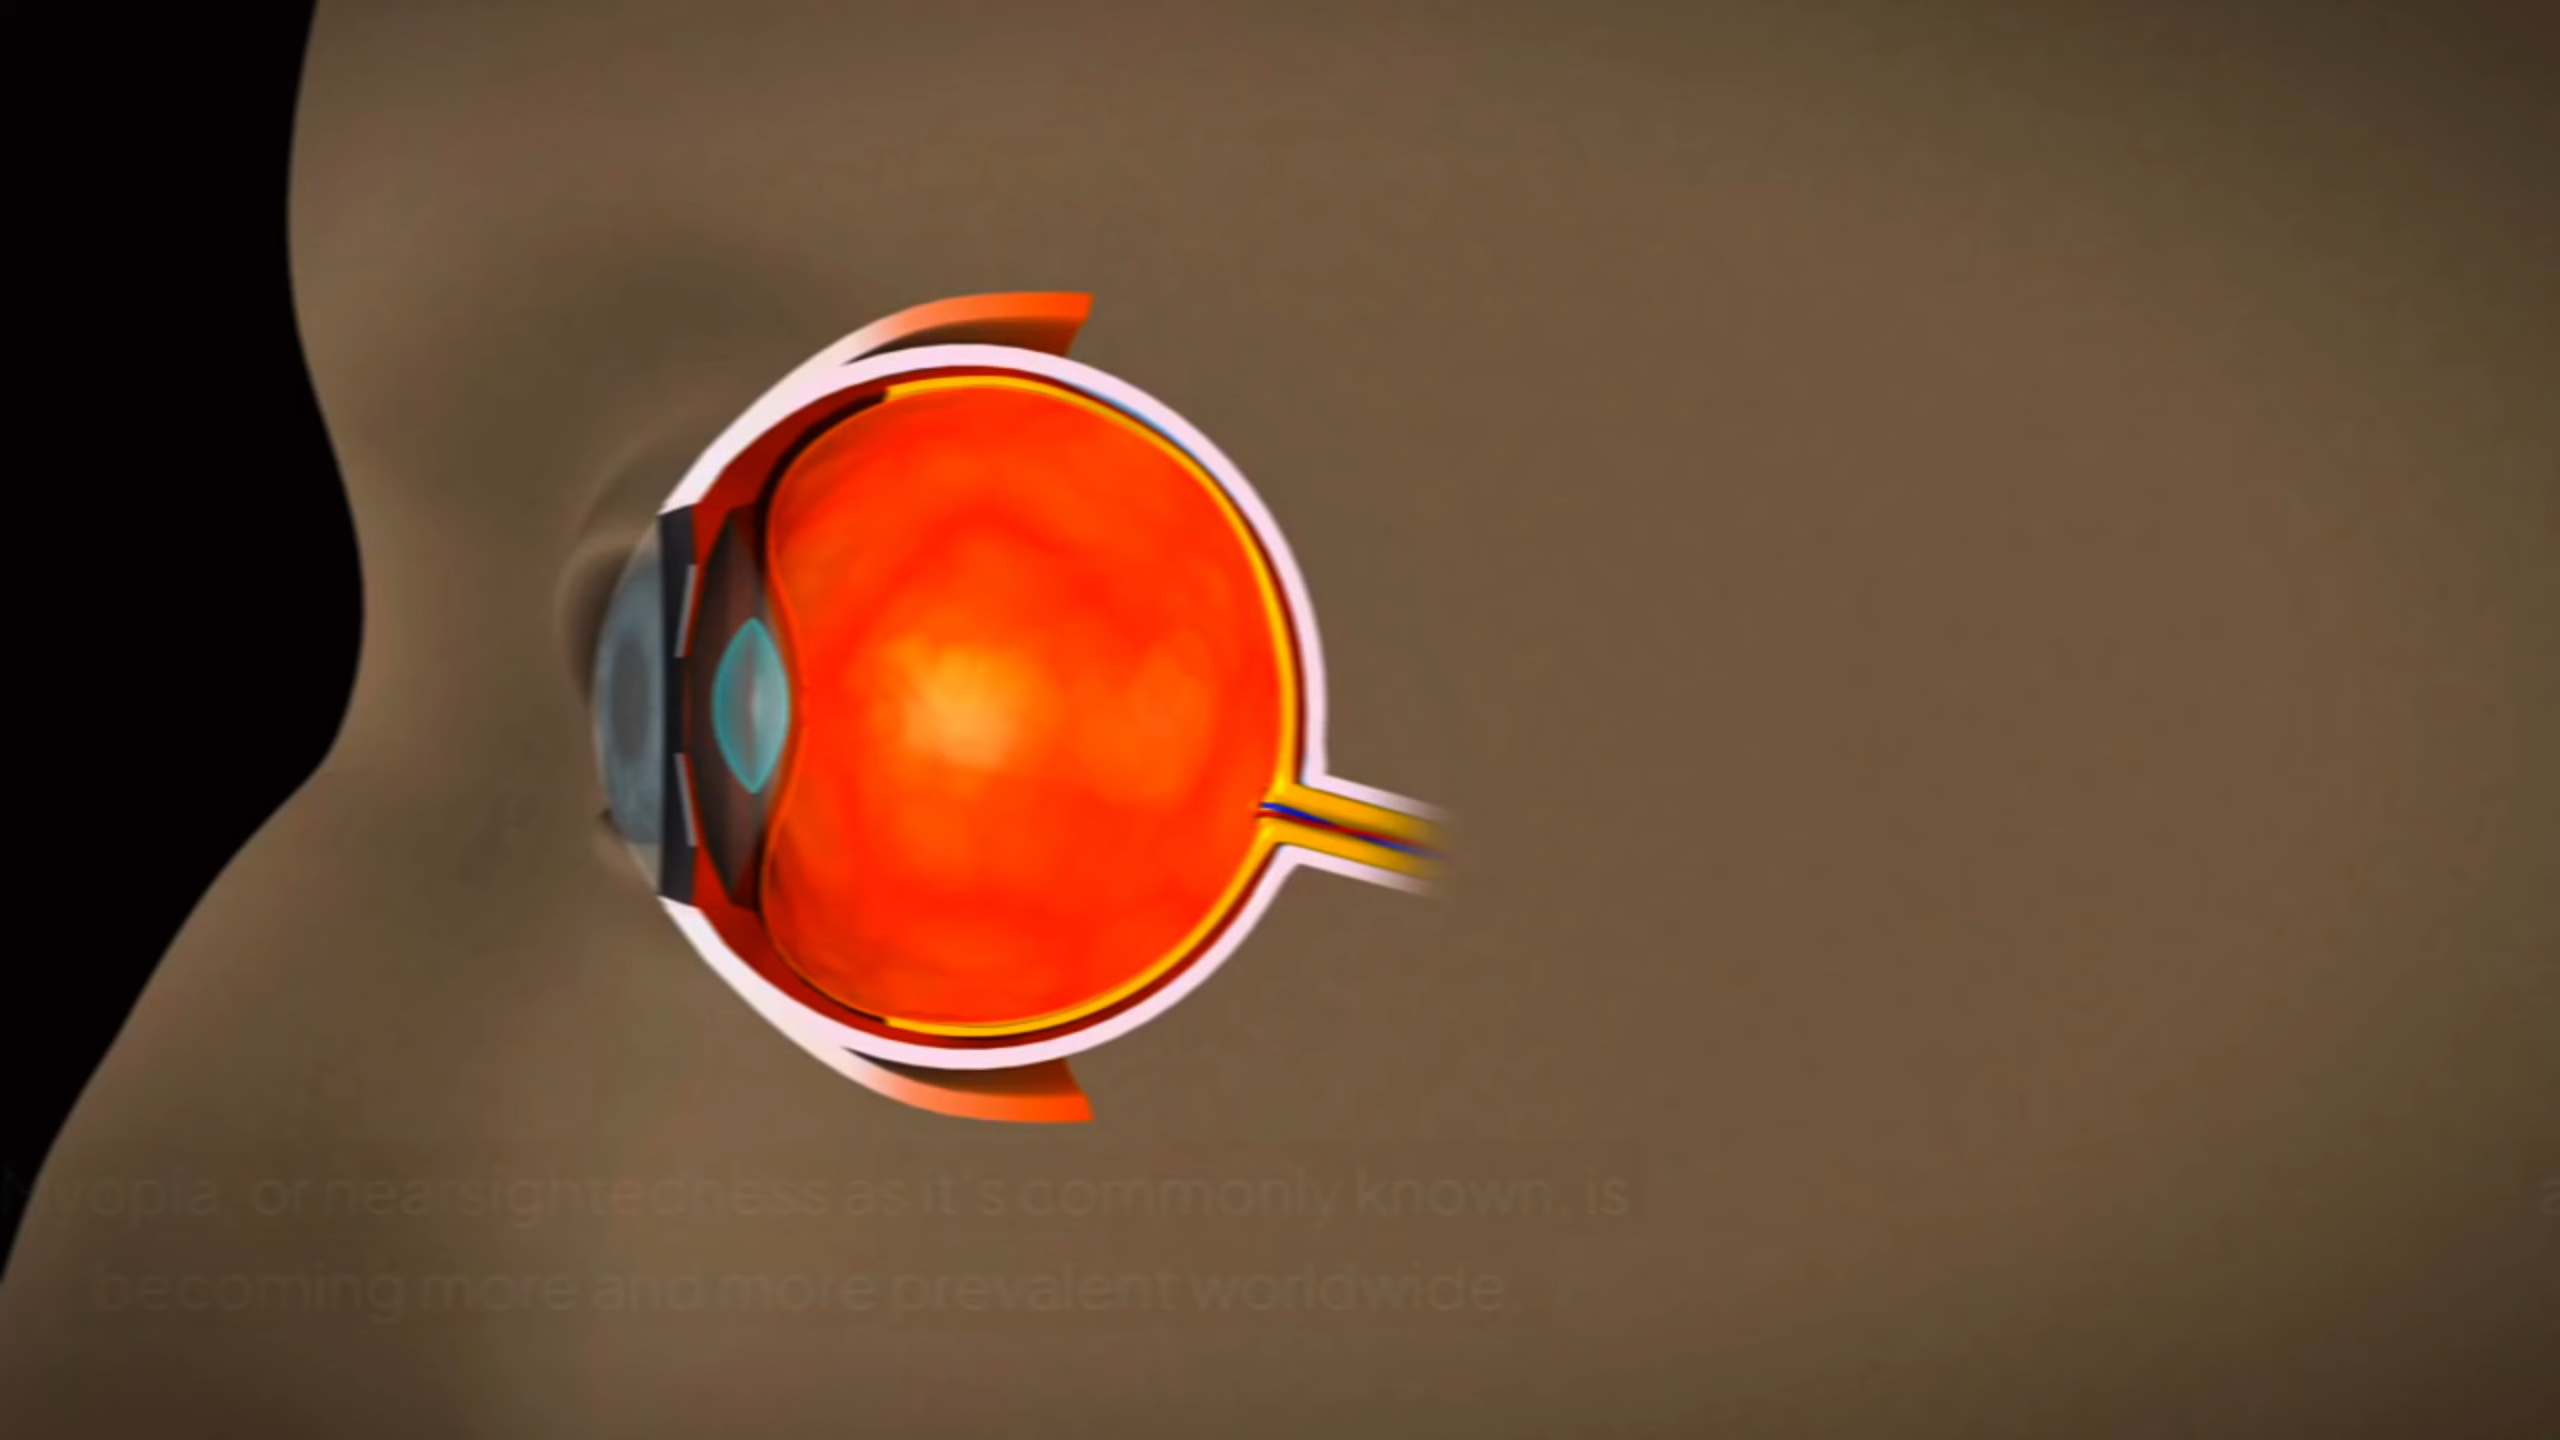 Myopia, or nearsightedness as it's commonly known, is
becoming more and more prevalent worldwide